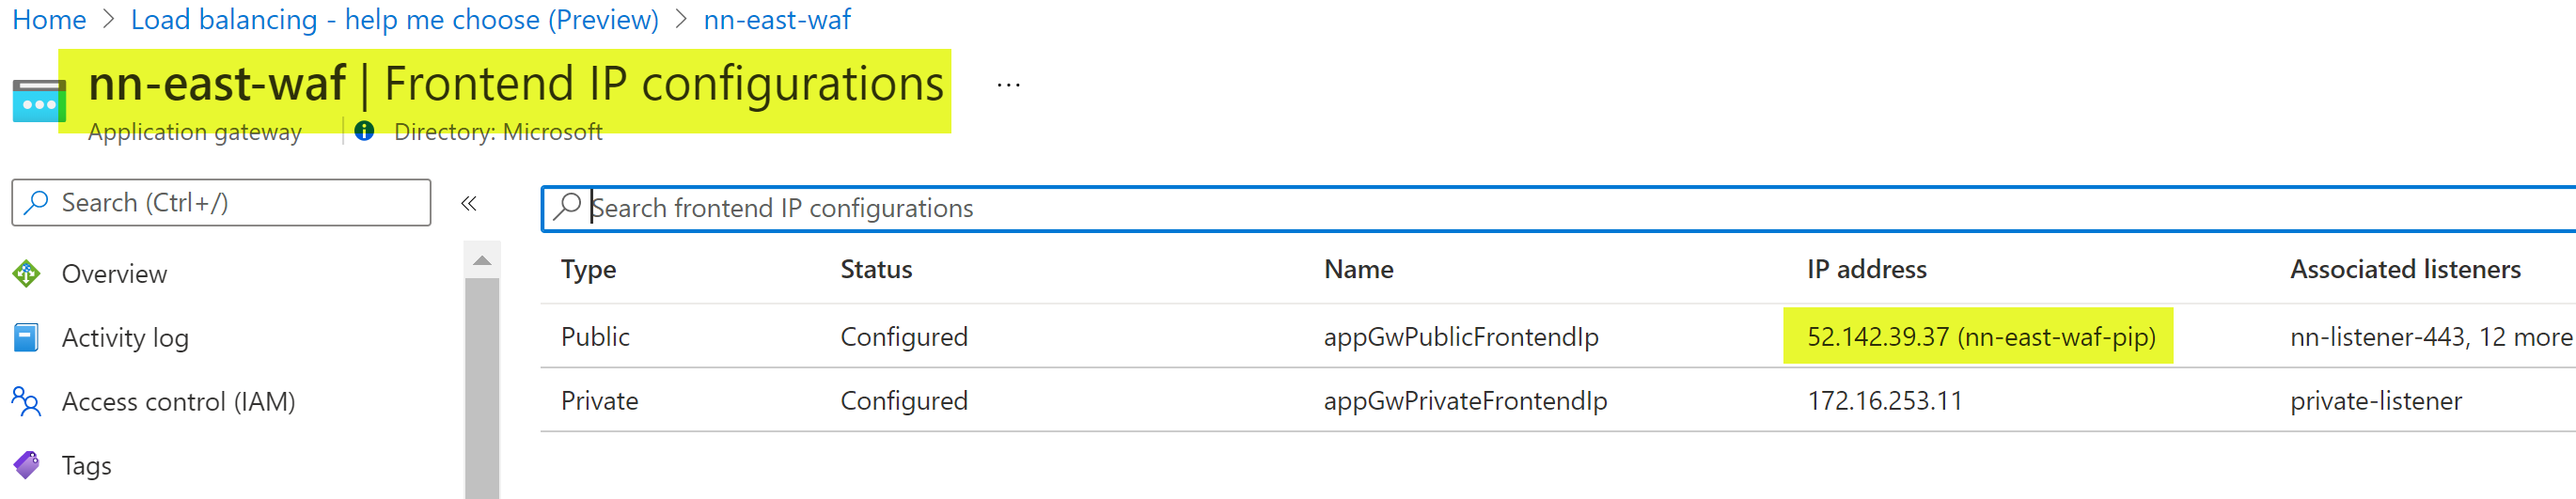 Home > Load balancing - help me choose (Preview) > nn-east-waf
nn-east-waf | Frontend IP configurations ...
Application gateway | Directory: Microsoft
Search (Ctrl+/) «
Search frontend IP configurations
Overview
Activity log
Access control (IAM)
Tags
Type Status Name IP address Associated listeners
Public Configured appGwPublicFrontendIp 52.142.39.37 (nn-east-waf-pip) nn-listener-443, 12 more
Private Configured appGwPrivateFrontendIp 172.16.253.11 private-listener